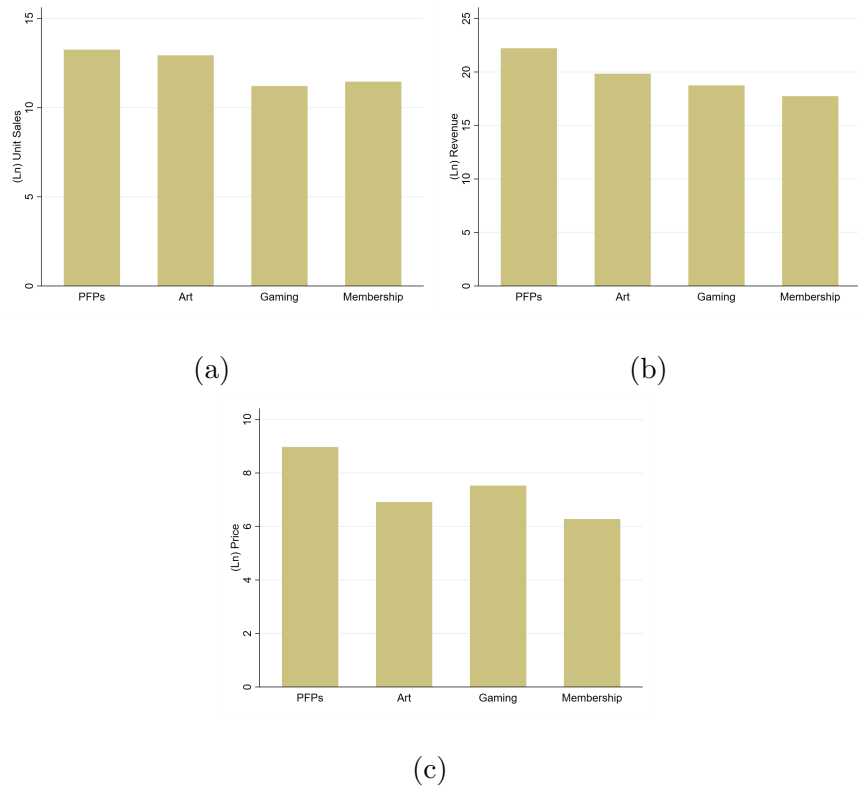 (Ln) Unit Sales
15
10
5
0
PFPs Art Gaming Membership
(a)
(Ln) Revenue
25
20
15
10
5
0
PFPs Art Gaming Membership
(b)
(Ln) Price
10
8
6
4
2
0
PFPs Art Gaming Membership
(c)